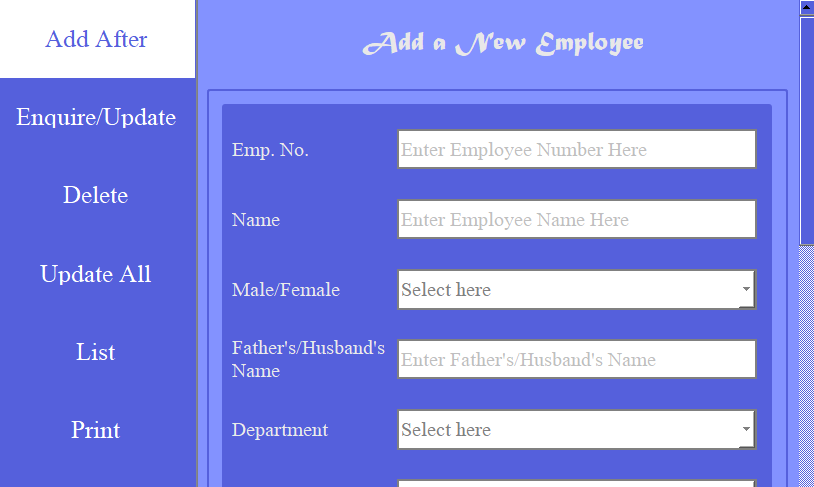 Add After
Enquire/Update
Delete
Update All
List
Print
Add a New Employee
Emp. No.
Enter Employee Number Here
Name
Enter Employee Name Here
Male/Female
Select here
Father's/Husband's
Name
Enter Father's/Husband's Name
Department
Select here